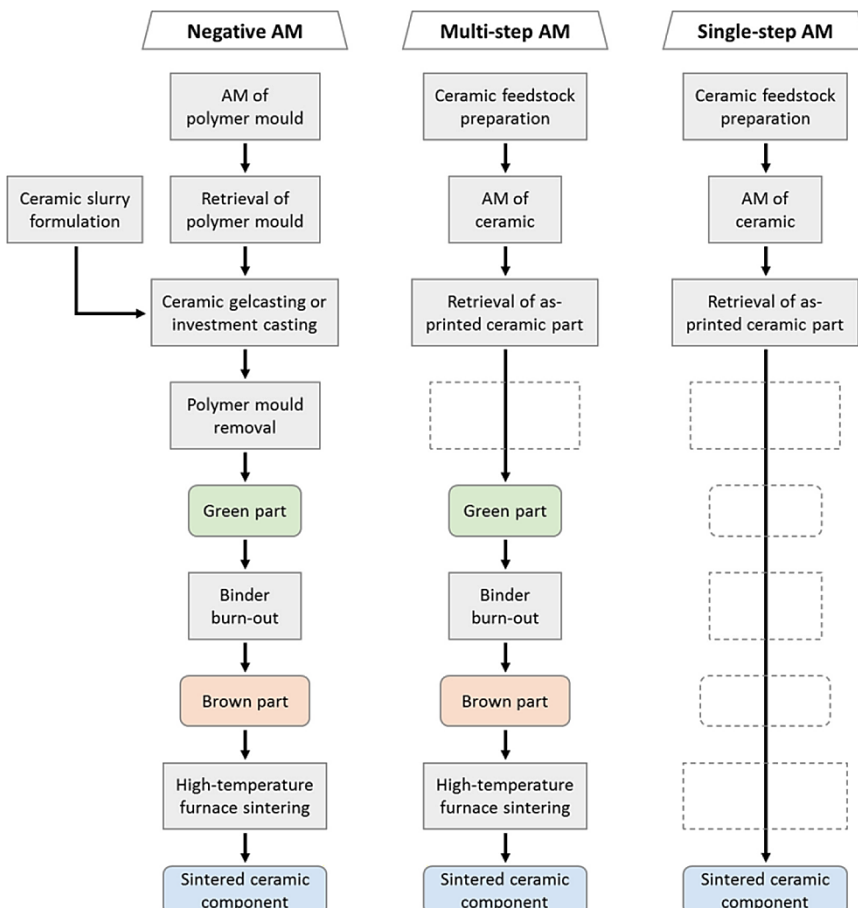 Negative AM
AM of
polymer mould
Ceramic slurry
formulation
Retrieval of
polymer mould
Ceramic gelcasting or
investment casting
Polymer mould
removal
Green part
Binder
burn-out
Brown part
High-temperature
furnace sintering
Sintered ceramic
component
Multi-step AM
Ceramic feedstock
preparation
AM of
ceramic
Retrieval of as-
printed ceramic part
Green part
Binder
burn-out
Brown part
High-temperature
furnace sintering
Sintered ceramic
component
Single-step AM
Ceramic feedstock
preparation
AM of
ceramic
Retrieval of as-
printed ceramic part
Sintered ceramic
component